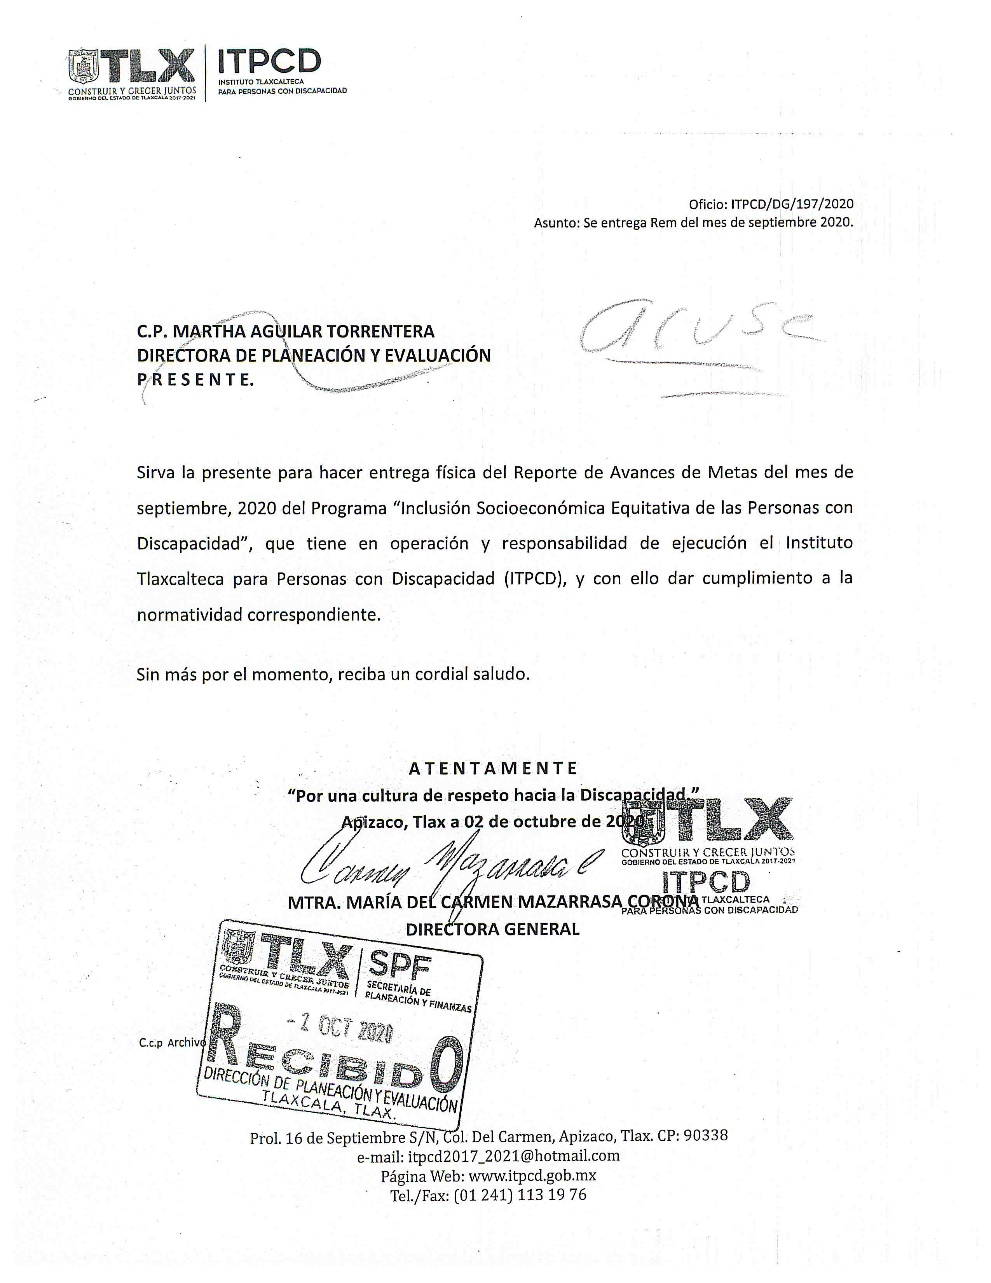 TLX
CONSTRUIR Y CRECER JUNTOS
GOBIERNO DEL ESTADO DE TLAXCALA 2017-2021
ITPCD
INSTITUTO TLAXCALTECA
PARA PERSONAS CON DISCAPACIDAD
Oficio: ITPCD/DG/197/2020
Asunto: Se entrega Rem del mes de septiembre 2020.
acuse
C.P. MARTHA AGUILAR TORRENTERA
DIRECTORA DE PLANEACIÓN Y EVALUACIÓN
P R E S E N T E.
Sirva la presente para hacer entrega física del Reporte de Avances de Metas del mes de
septiembre, 2020 del Programa “Inclusión Socioeconómica Equitativa de las Personas con
Discapacidad”, que tiene en operación y responsabilidad de ejecución el Instituto
Tlaxcalteca para Personas con Discapacidad (ITPCD), y con ello dar cumplimiento a la
normatividad correspondiente.
Sin más por el momento, reciba un cordial saludo.
A T E N T A M E N T E
“Por una cultura de respeto hacia la Discapacidad.”
Apizaco, Tlax a 02 de octubre de 2020
TLX
CONSTRUIR Y CRECER JUNTOS
GOBIERNO DEL ESTADO DE TLAXCALA 2017-2021
ITPCD
TLAXCALTECA
PARA PERSONAS CON DISCAPACIDAD
Carmen Mazarrasa C
MTRA. MARÍA DEL CARMEN MAZARRASA CORONA
DIRECTORA GENERAL
TLX
CONSTRUIR Y CRECER JUNTOS
GOBIERNO DEL ESTADO DE TLAXCALA 2017-2021
SPF
SECRETARÍA DE
PLANEACIÓN Y FINANZAS
- 2 OCT 2020
RECIBIDO
DIRECCIÓN DE PLANEACIÓN Y EVALUACIÓN
TLAXCALA, TLAX.
C.c.p Archivo
Prol. 16 de Septiembre S/N, Col. Del Carmen, Apizaco, Tlax. CP: 90338
e-mail: itpcd2017_2021@hotmail.com
Página Web: www.itpcd.gob.mx
Tel./Fax: (01 241) 113 19 76